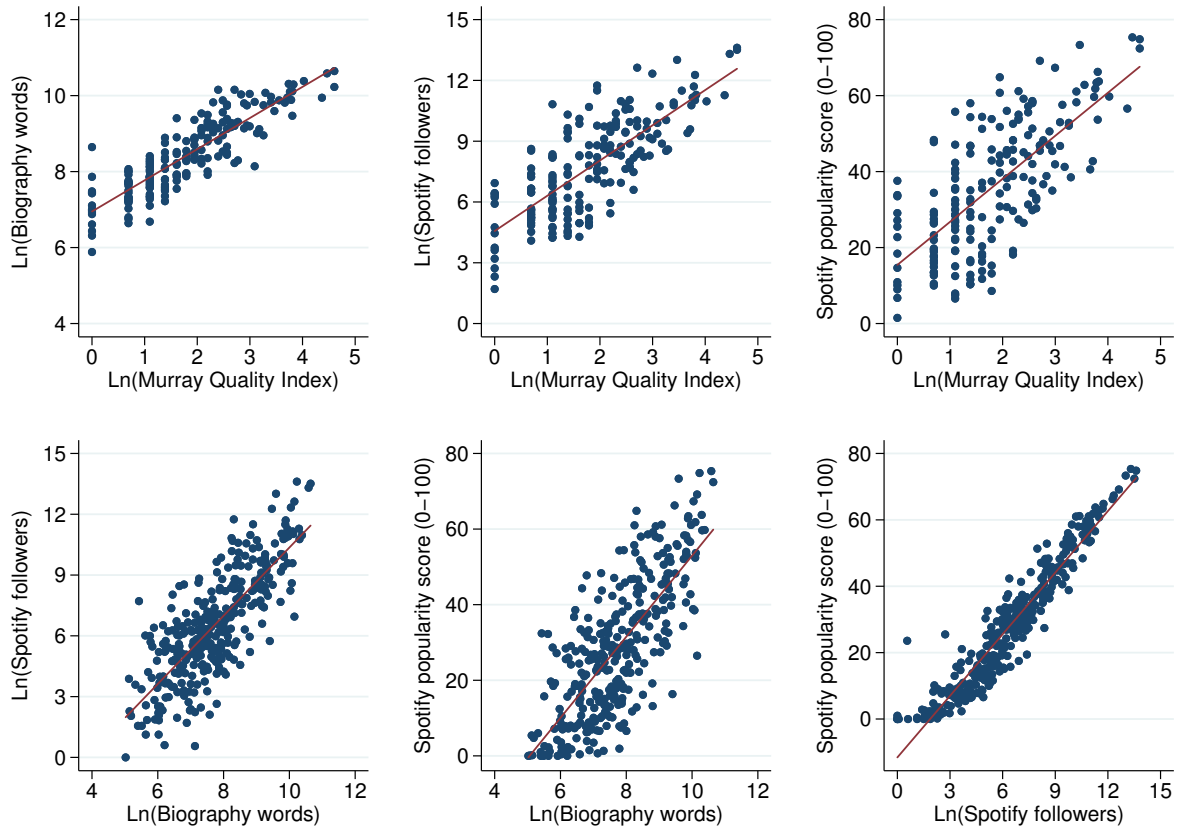 Ln(Biography words)
12
10
8
6
4
0 1 2 3 4 5
Ln(Murray Quality Index)
Ln(Spotify followers)
15
12
9
6
3
0
0 1 2 3 4 5
Ln(Murray Quality Index)
Spotify popularity score (0−100)
80
60
40
20
0
0 1 2 3 4 5
Ln(Murray Quality Index)
Ln(Spotify followers)
15
12
9
6
3
0
4 6 8 10 12
Ln(Biography words)
Spotify popularity score (0−100)
80
60
40
20
0
4 6 8 10 12
Ln(Biography words)
Spotify popularity score (0−100)
80
60
40
20
0
0 3 6 9 12 15
Ln(Spotify followers)